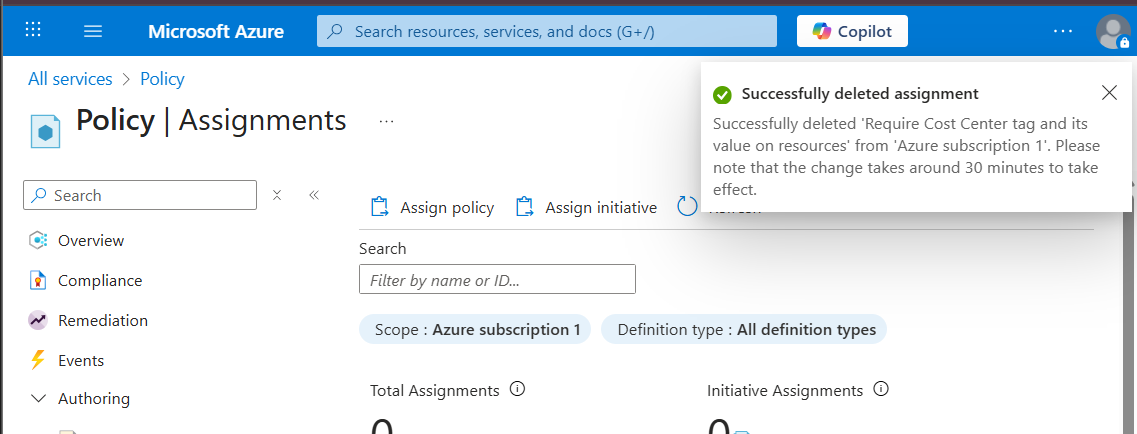 Microsoft Azure
Search resources, services, and docs (G+/)
Copilot
...
All services > Policy
Policy | Assignments
...
Successfully deleted assignment
Successfully deleted 'Require Cost Center tag and its
value on resources' from 'Azure subscription 1'. Please
note that the change takes around 30 minutes to take
effect.
Search
Assign policy
Assign initiative
Overview
Compliance
Remediation
Events
Authoring
Search
Filter by name or ID...
Scope : Azure subscription 1
Definition type : All definition types
Total Assignments
Initiative Assignments
0
0